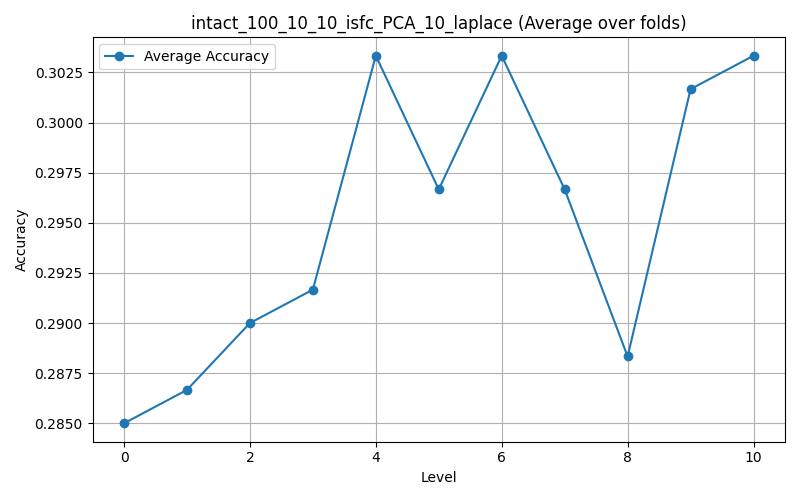 intact_100_10_10_isfc_PCA_10_laplace (Average over folds)
Average Accuracy
0.3025
0.3000
0.2975
0.2950
0.2925
0.2900
0.2875
0.2850
Accuracy
0 2 4 6 8 10
Level